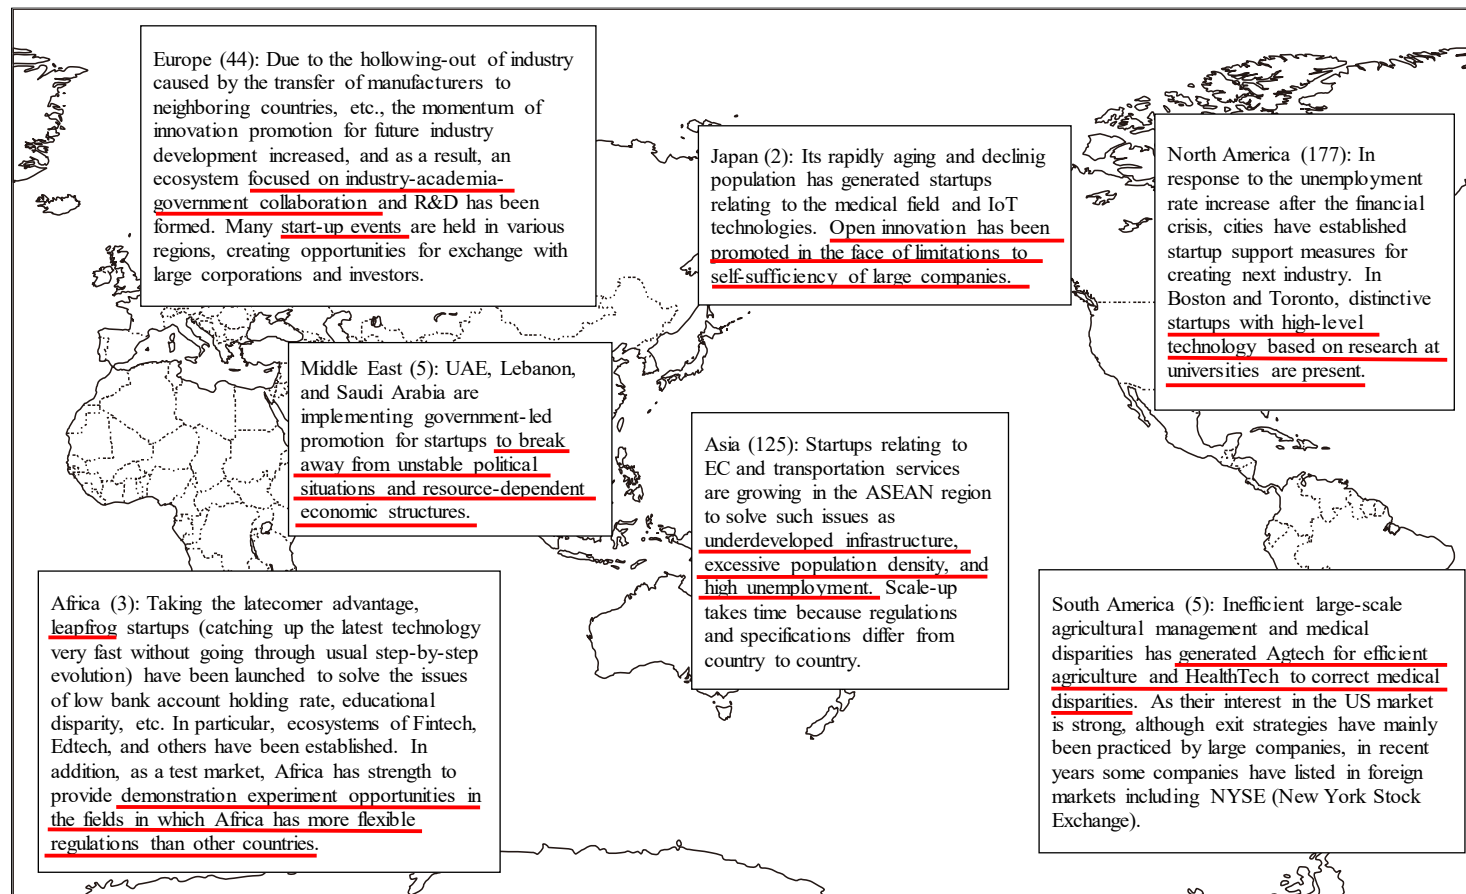 Europe (44): Due to the hollowing-out of industry
caused by the transfer of manufacturers to
neighboring countries, etc., the momentum of
innovation promotion for future industry
development increased, and as a result, an
ecosystem focused on industry-academia-
government collaboration and R&D has been
formed. Many start-up events are held in various
regions, creating opportunities for exchange with
large corporations and investors.
Japan (2): Its rapidly aging and declinig
population has generated startups
relating to the medical field and IoT
technologies. Open innovation has been
promoted in the face of limitations to
self-sufficiency of large companies.
North America (177): In
response to the unemployment
rate increase after the financial
crisis, cities have established
startup support measures for
creating next industry. In
Boston and Toronto, distinctive
startups with high-level
technology based on research at
universities are present.
Middle East (5): UAE, Lebanon,
and Saudi Arabia are
implementing government-led
promotion for startups to break
away from unstable political
situations and resource-dependent
economic structures.
Asia (125): Startups relating to
EC and transportation services
are growing in the ASEAN region
to solve such issues as
underdeveloped infrastructure,
excessive population density, and
high unemployment. Scale-up
takes time because regulations
and specifications differ from
country to country.
Africa (3): Taking the latecomer advantage,
leapfrog startups (catching up the latest technology
very fast without going through usual step-by-step
evolution) have been launched to solve the issues
of low bank account holding rate, educational
disparity, etc. In particular, ecosystems of Fintech,
Edtech, and others have been established. In
addition, as a test market, Africa has strength to
provide demonstration experiment opportunities in
the fields in which Africa has more flexible
regulations than other countries.
South America (5): Inefficient large-scale
agricultural management and medical
disparities has generated Agtech for efficient
agriculture and HealthTech to correct medical
disparities. As their interest in the US market
is strong, although exit strategies have mainly
been practiced by large companies, in recent
years some companies have listed in foreign
markets including NYSE (New York Stock
Exchange).